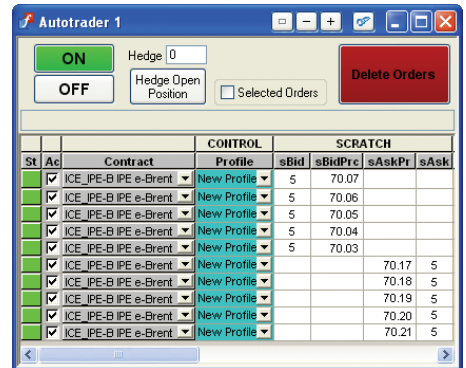 Autotrader 1
ON
Hedge 0
OFF
Hedge Open
Position
Selected Orders
Delete Orders
CONTROL SCRATCH
St Ac Contract Profile sBid sBidPrc sAskPr sAsk
ICE_IPE-B IPE e-Brent New Profile 5 70.07
ICE_IPE-B IPE e-Brent New Profile 5 70.06
ICE_IPE-B IPE e-Brent New Profile 5 70.05
ICE_IPE-B IPE e-Brent New Profile 5 70.04
ICE_IPE-B IPE e-Brent New Profile 5 70.03
ICE_IPE-B IPE e-Brent New Profile 70.17 5
ICE_IPE-B IPE e-Brent New Profile 70.18 5
ICE_IPE-B IPE e-Brent New Profile 70.19 5
ICE_IPE-B IPE e-Brent New Profile 70.20 5
ICE_IPE-B IPE e-Brent New Profile 70.21 5